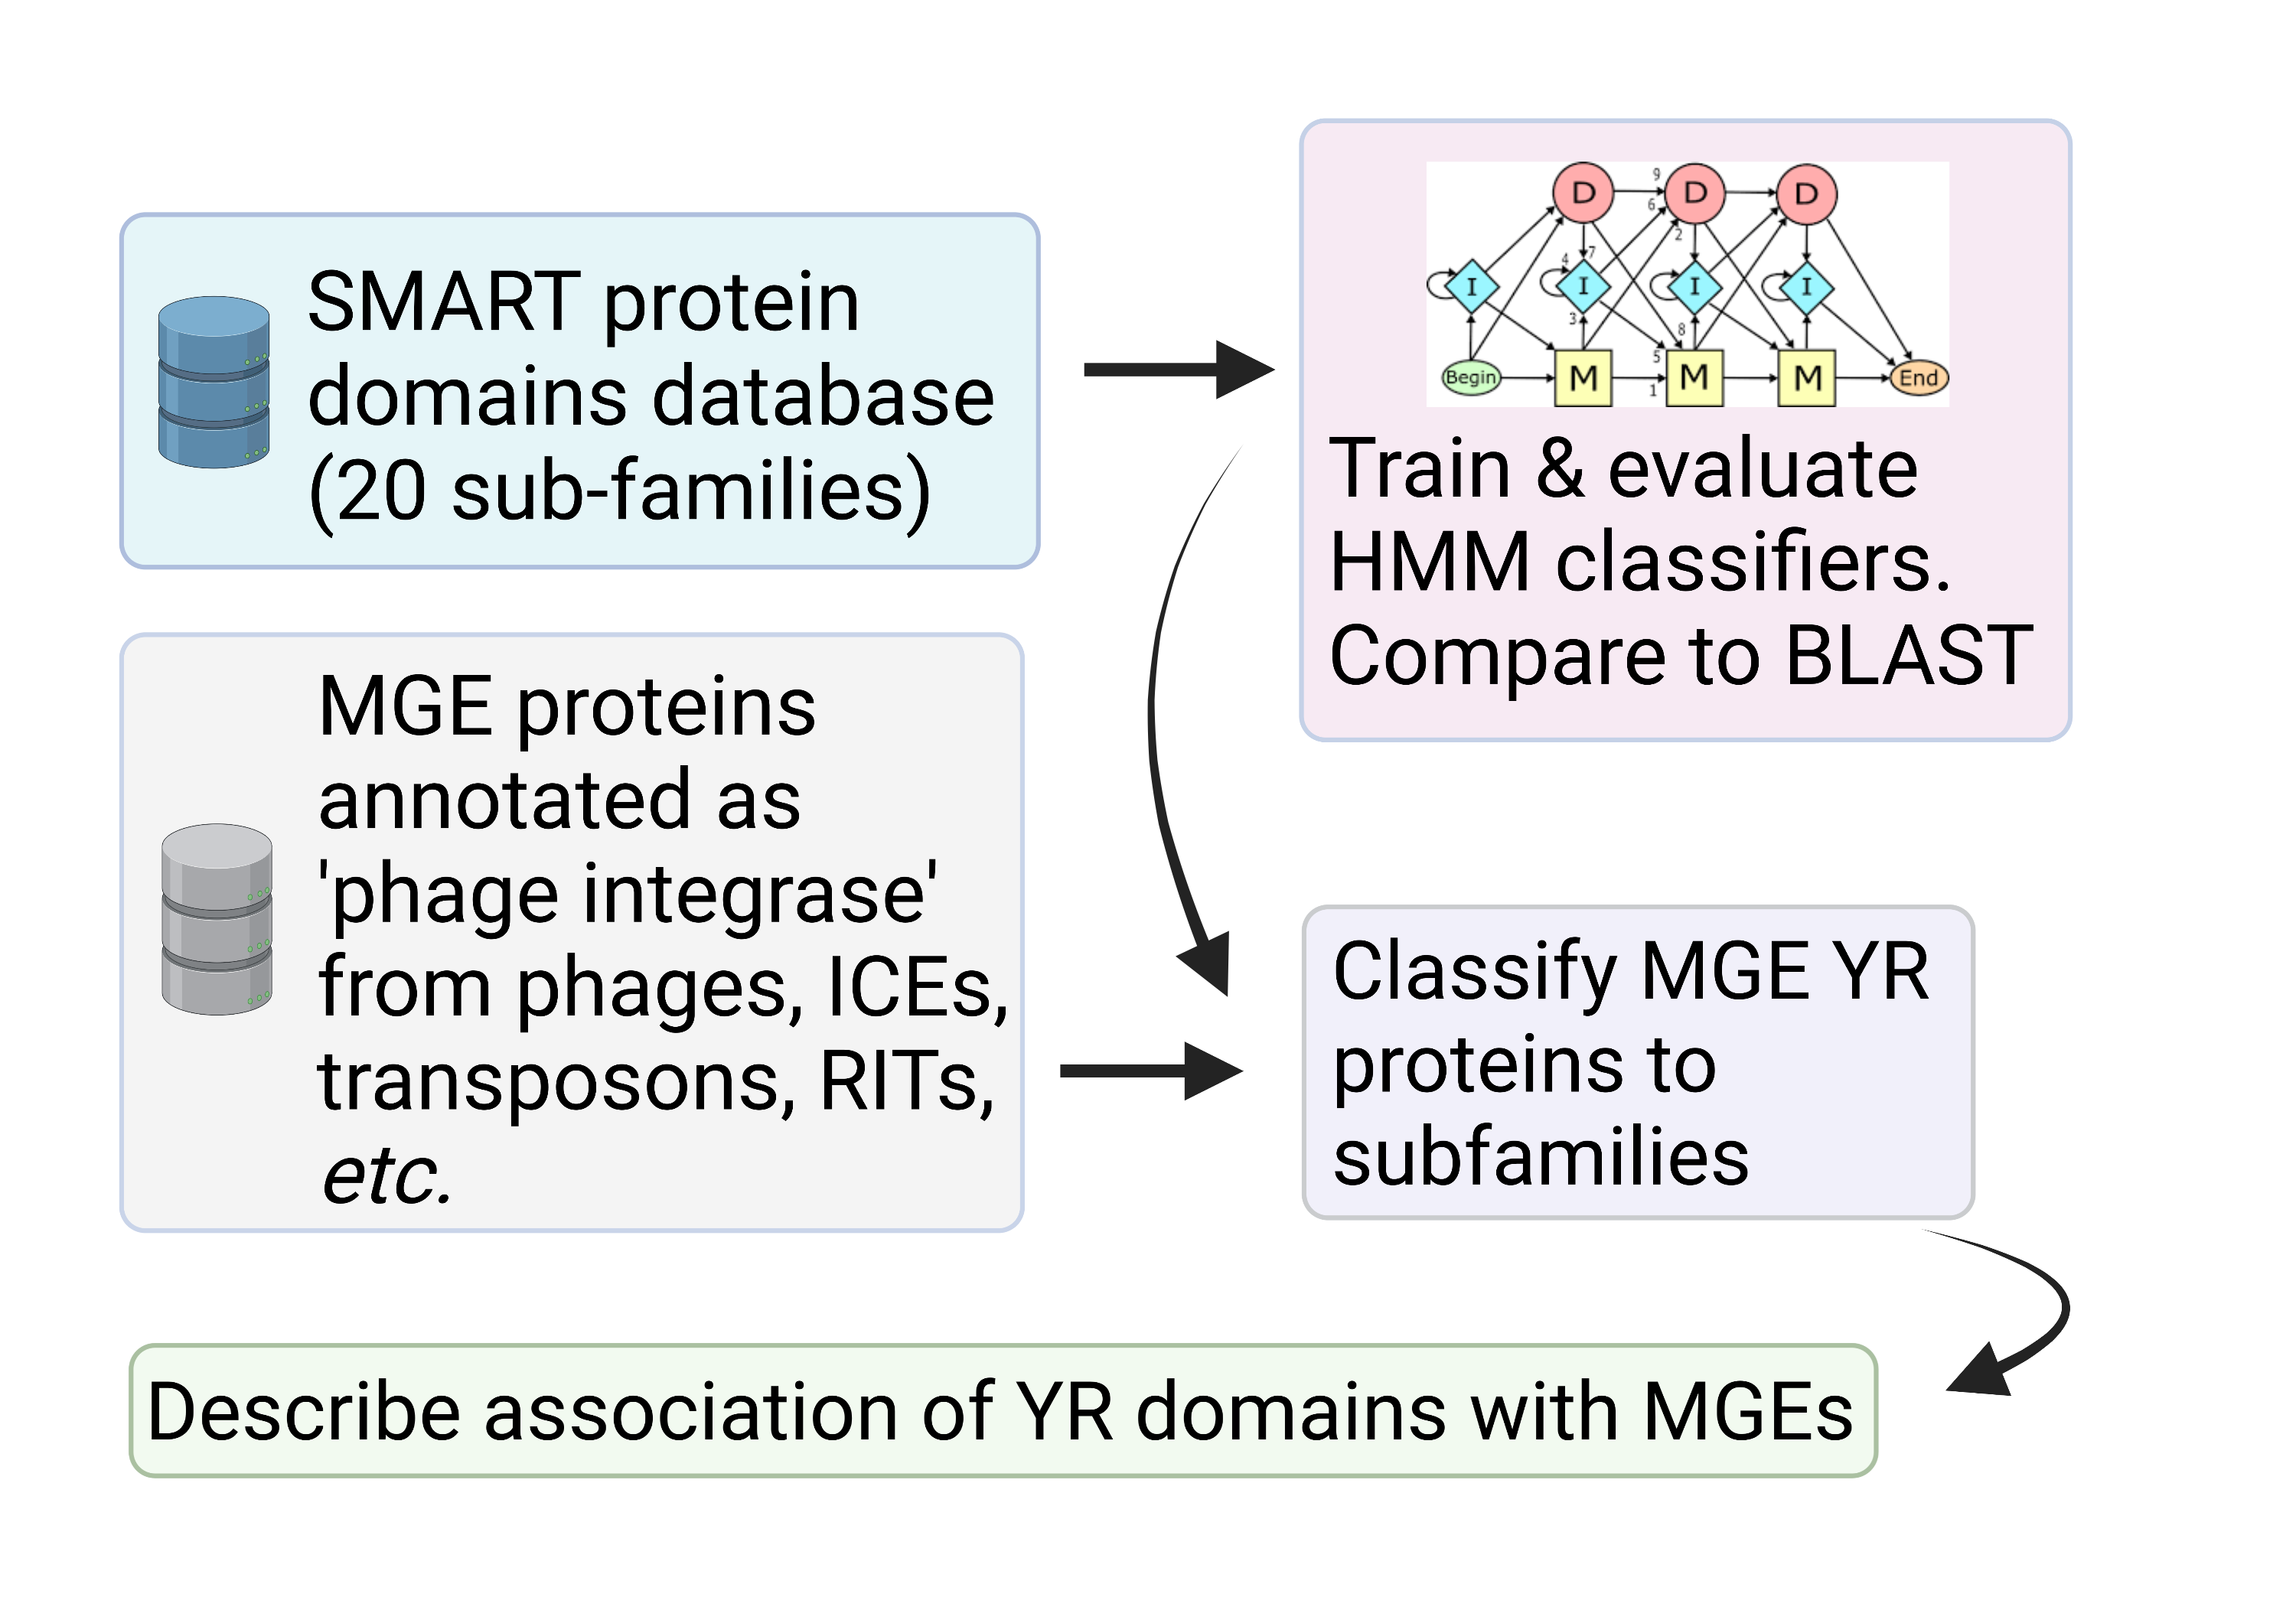 SMART protein
domains database
(20 sub-families)
D 9 D D
6
2
I 4 7 I I I
3 8
5
Begin M 1 M M End
Train & evaluate
HMM classifiers.
Compare to BLAST
MGE proteins
annotated as
'phage integrase'
from phages, ICEs,
transposons, RITs,
etc.
Classify MGE YR
proteins to
subfamilies
Describe association of YR domains with MGEs